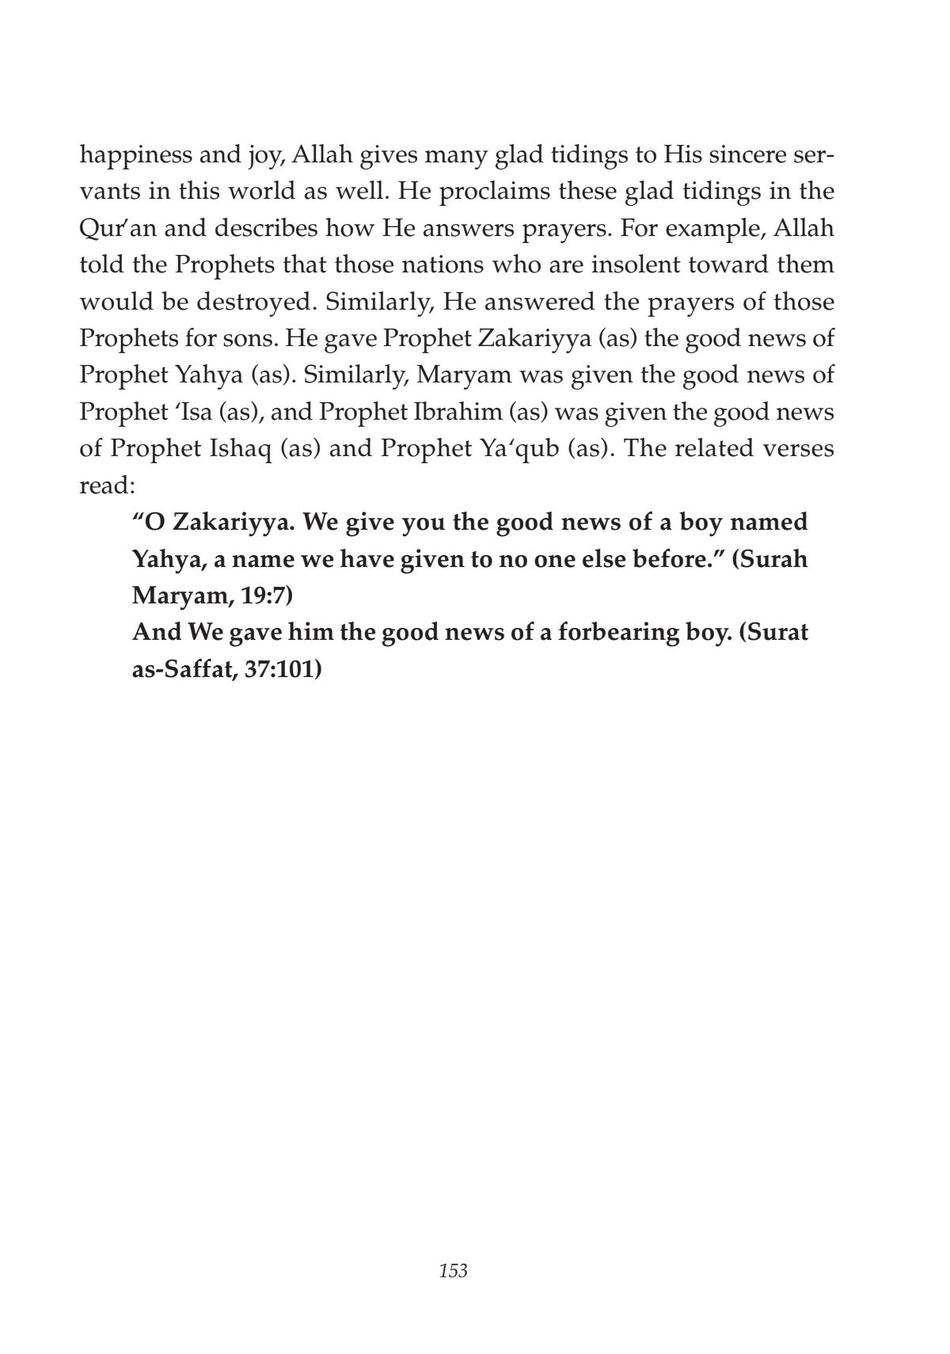 happiness and joy, Allah gives many glad tidings to His sincere ser-
vants in this world as well. He proclaims these glad tidings in the
Qur’an and describes how He answers prayers. For example, Allah
told the Prophets that those nations who are insolent toward them
would be destroyed. Similarly, He answered the prayers of those
Prophets for sons. He gave Prophet Zakariyya (as) the good news of
Prophet Yahya (as). Similarly, Maryam was given the good news of
Prophet ‘Isa (as), and Prophet Ibrahim (as) was given the good news
of Prophet Ishaq (as) and Prophet Ya‘qub (as). The related verses
read:
“O Zakariyya. We give you the good news of a boy named
Yahya, a name we have given to no one else before.” (Surah
Maryam, 19:7)
And We gave him the good news of a forbearing boy. (Surat
as-Saffat, 37:101)
153